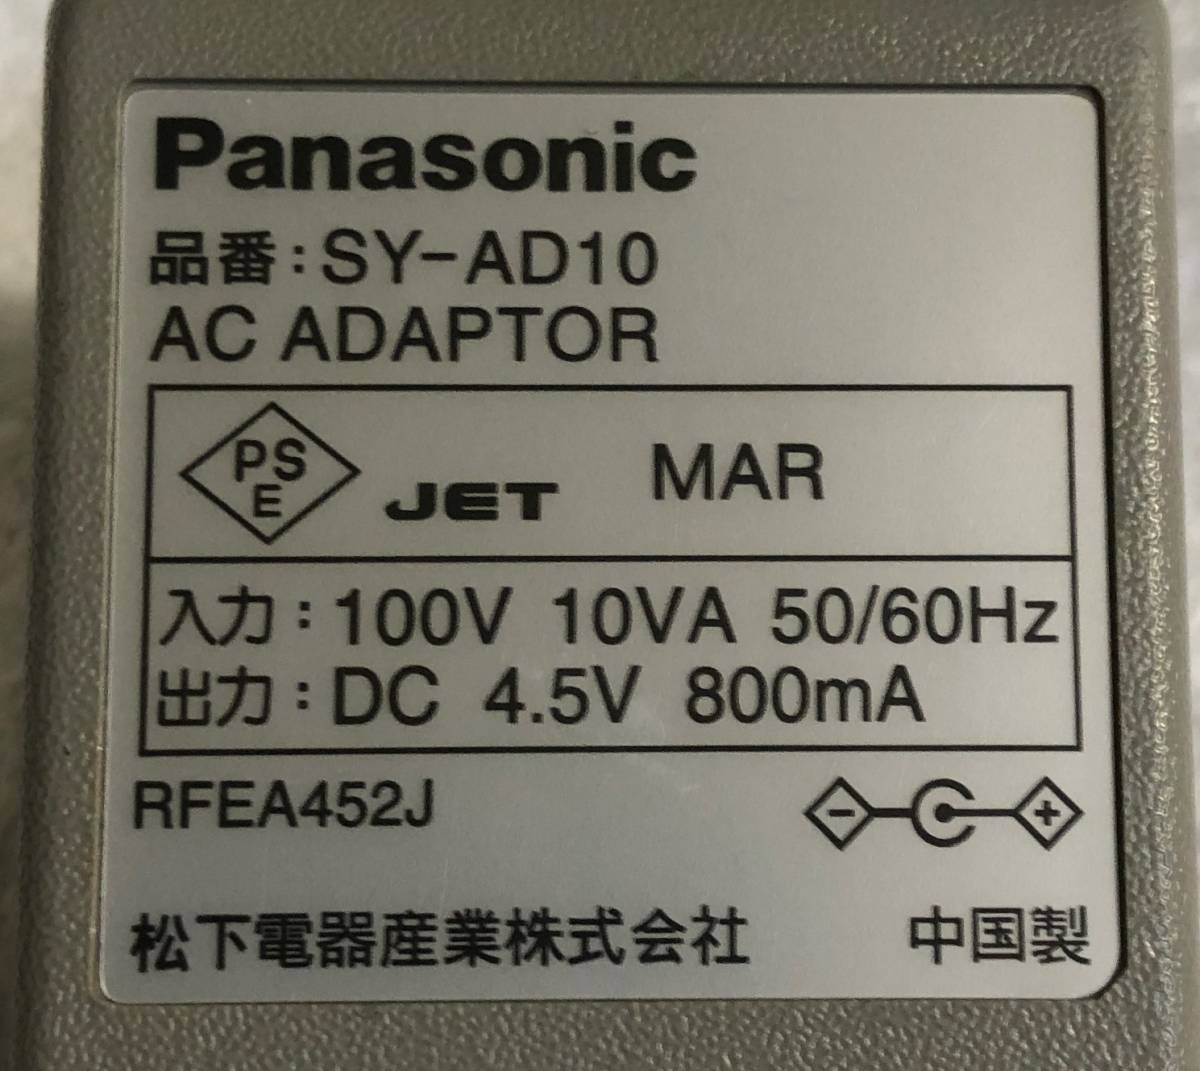 Panasonic
品番:SY-AD10
AC ADAPTOR
PS
E
JET MAR
入力:100V 10VA 50/60Hz
出力:DC 4.5V 800mA
RFEA452J
- +
松下電器産業株式会社 中国製